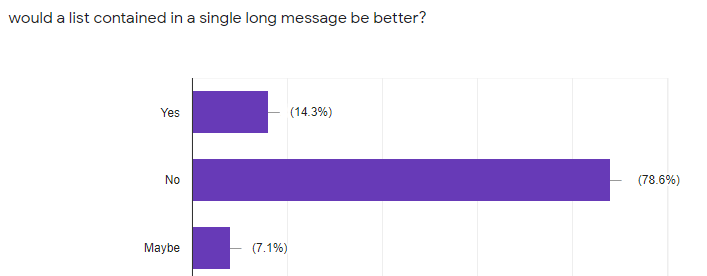 would a list contained in a single long message be better?
Yes (14.3%)
No (78.6%)
Maybe (7.1%)